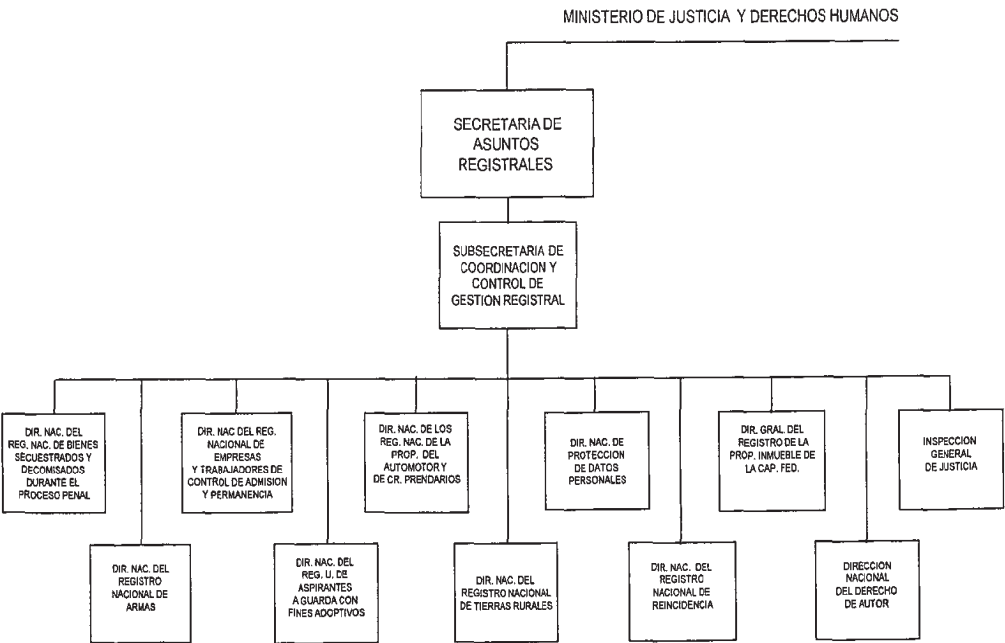 MINISTERIO DE JUSTICIA Y DERECHOS HUMANOS
SECRETARIA DE
ASUNTOS
REGISTRALES
SUBSECRETARIA DE
COORDINACION Y
CONTROL DE
GESTION REGISTRAL
DIR. NAC. DEL
REG. NAC. DE BIENES
SECUESTRADOS Y
DECOMISADOS
DURANTE EL
PROCESO PENAL
DIR. NAC DEL REG.
NACIONAL DE
EMPRESAS
Y TRABAJADORES DE
CONTROL DE ADMISION
Y PERMANENCIA
DIR. NAC. DE LOS
REG. NAC. DE LA
PROP. DEL
AUTOMOTOR Y
DE CR. PRENDARIOS
DIR. NAC. DE
PROTECCION
DE DATOS
PERSONALES
DIR. GRAL. DEL
REGISTRO DE LA
PROP. INMUEBLE DE
LA CAP. FED.
INSPECCION
GENERAL
DE JUSTICIA
DIR. NAC. DEL
REGISTRO
NACIONAL DE
ARMAS
DIR. NAC. DEL
REG. U. DE
ASPIRANTES
A GUARDA CON
FINES ADOPTIVOS
DIR. NAC. DEL
REGISTRO NACIONAL
DE TIERRAS RURALES
DIR. NAC. DEL
REGISTRO
NACIONAL DE
REINCIDENCIA
DIRECCION
NACIONAL
DEL DERECHO
DE AUTOR